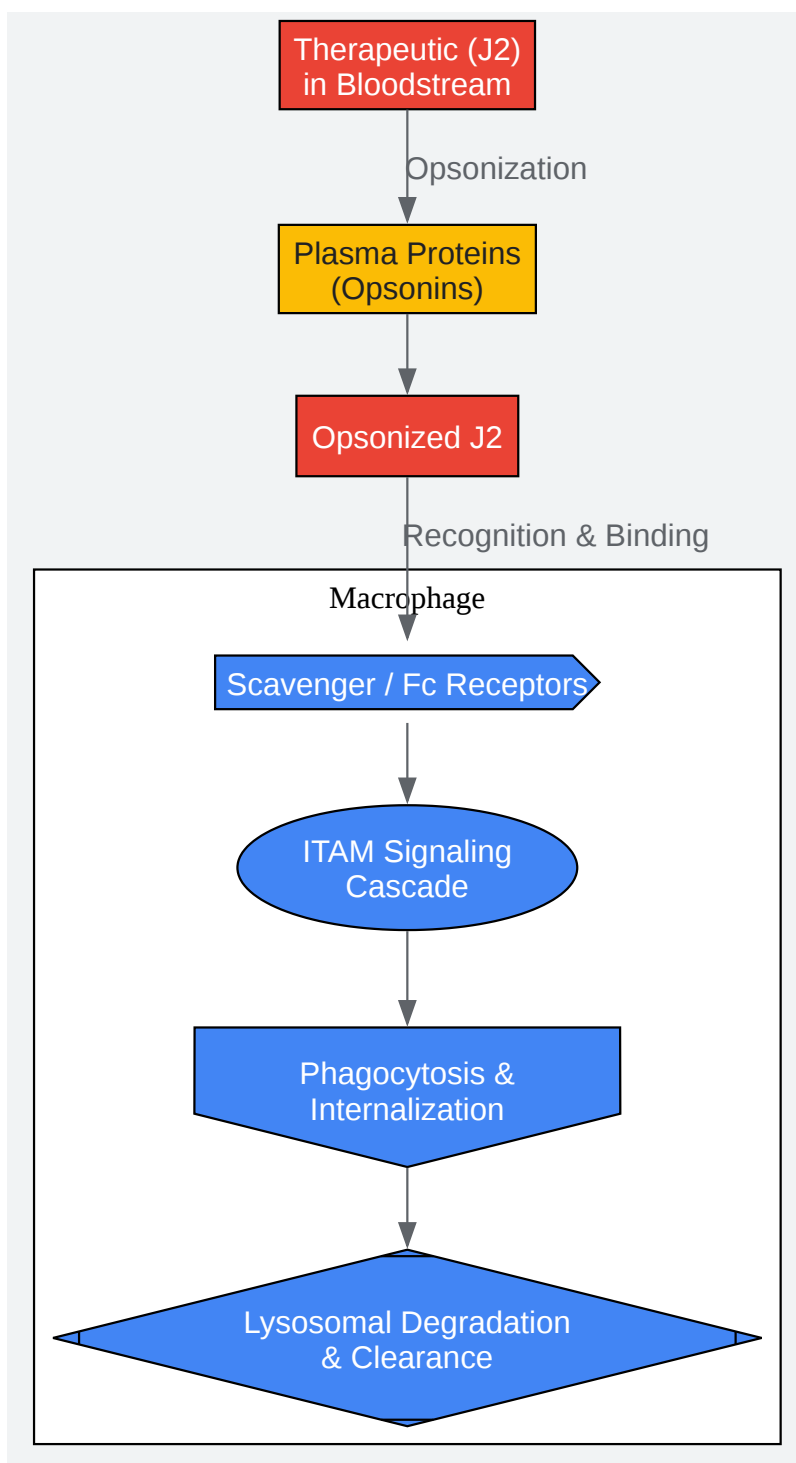 Therapeutic (J2)
in Bloodstream
Opsonization
Plasma Proteins
(Opsonins)
Opsonized J2
Recognition & Binding
Macrophage
Scavenger / Fc Receptors
ITAM Signaling
Cascade
Phagocytosis &
Internalization
Lysosomal Degradation
& Clearance